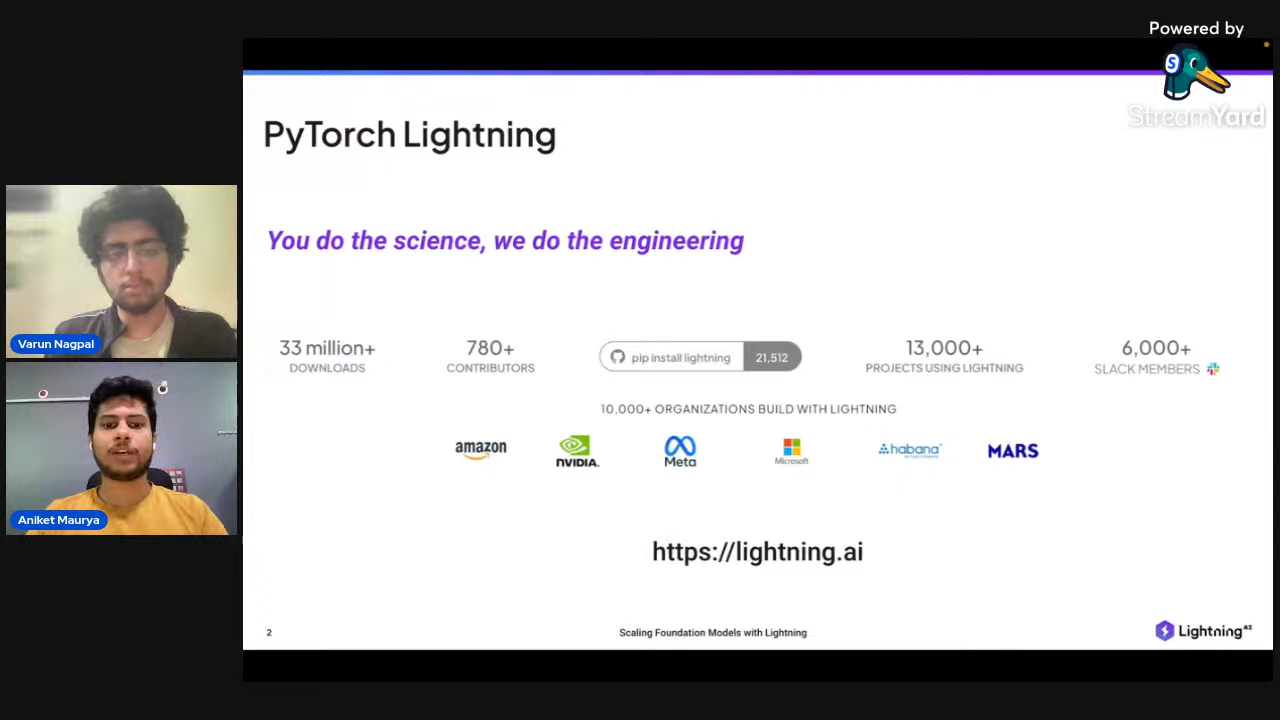 Powered by
StreamYard
PyTorch Lightning
You do the science, we do the engineering
Varun Nagpal
33 million+
DOWNLOADS
780+
CONTRIBUTORS
pip install lightning 21,512
13,000+
PROJECTS USING LIGHTNING
6,000+
SLACK MEMBERS
10,000+ ORGANIZATIONS BUILD WITH LIGHTNING
amazon
NVIDIA
Meta
Microsoft
habana
MARS
Aniket Maurya
https://lightning.ai
2
Scaling Foundation Models with Lightning
Lightning AI